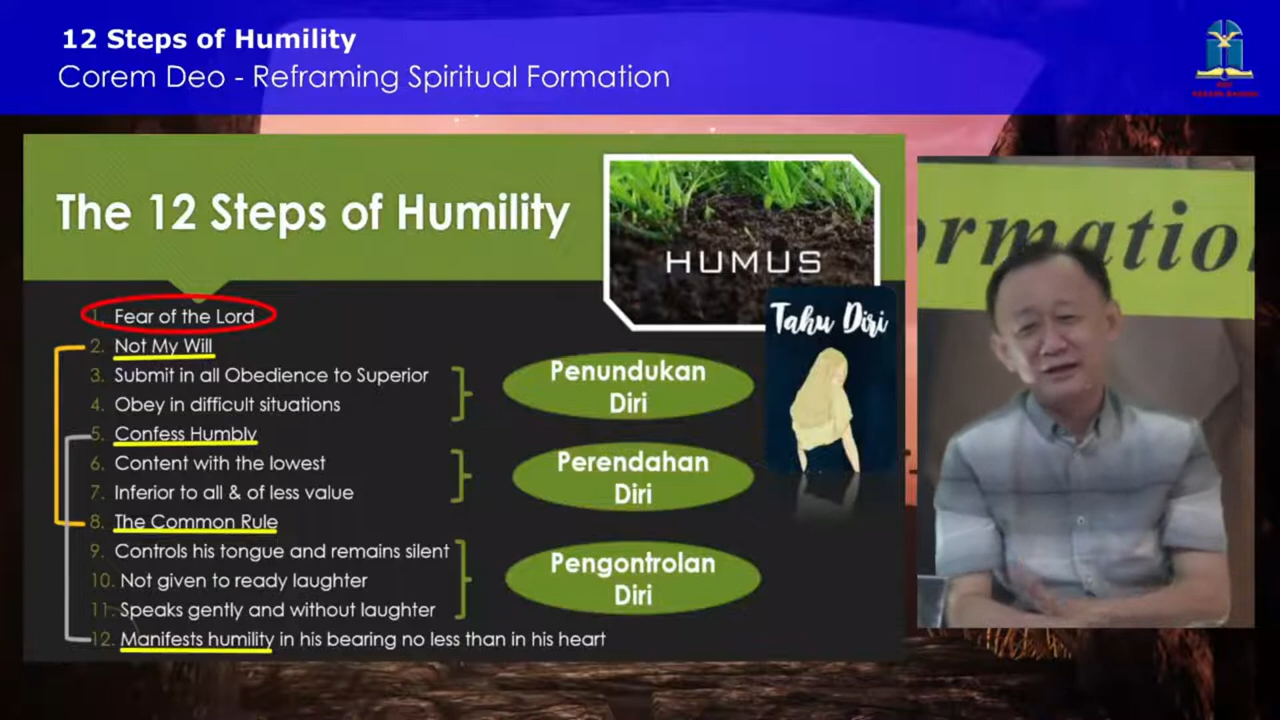 12 Steps of Humility
Corem Deo - Reframing Spiritual Formation
The 12 Steps of Humility
HUMUS
Tahu Diri
1. Fear of the Lord
2. Not My Will
3. Submit in all Obedience to Superior
4. Obey in difficult situations
5. Confess Humbly
6. Content with the lowest
7. Inferior to all & of less value
8. The Common Rule
9. Controls his tongue and remains silent
10. Not given to ready laughter
11. Speaks gently and without laughter
12. Manifests humility in his bearing no less than in his heart
Penundukan
Diri
Perendahan
Diri
Pengontrolan
Diri
ormatio